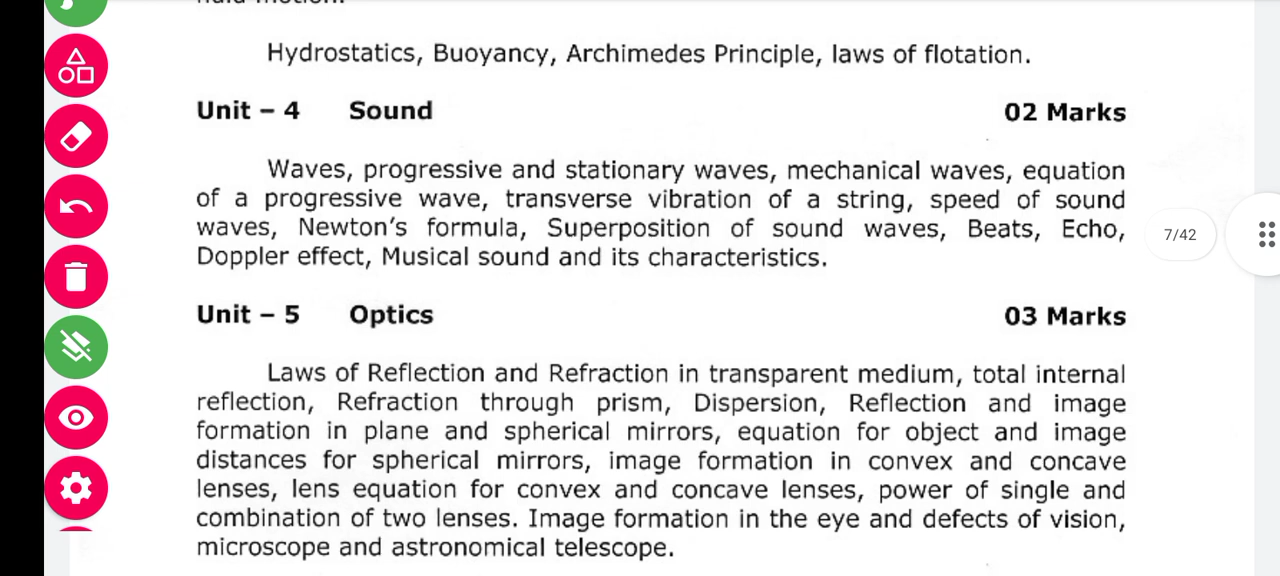 Hydrostatics, Buoyancy, Archimedes Principle, laws of flotation.
Unit – 4 Sound 02 Marks
Waves, progressive and stationary waves, mechanical waves, equation
of a progressive wave, transverse vibration of a string, speed of sound
waves, Newton's formula, Superposition of sound waves, Beats, Echo,
Doppler effect, Musical sound and its characteristics.
7/42
Unit – 5 Optics 03 Marks
Laws of Reflection and Refraction in transparent medium, total internal
reflection, Refraction through prism, Dispersion, Reflection and image
formation in plane and spherical mirrors, equation for object and image
distances for spherical mirrors, image formation in convex and concave
lenses, lens equation for convex and concave lenses, power of single and
combination of two lenses. Image formation in the eye and defects of vision,
microscope and astronomical telescope.